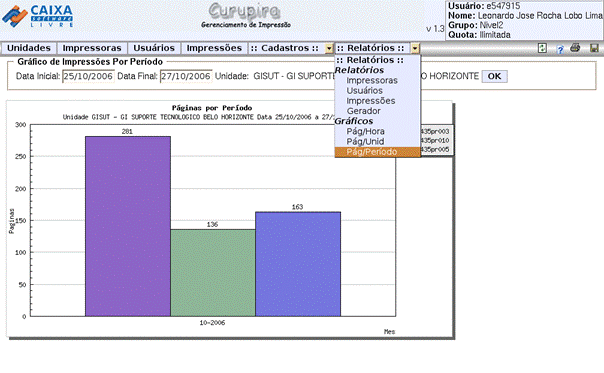 CAIXA
software
LIVRE
Curupira
Gerenciamento de Impressão
v 1.3
Usuário: e547915
Nome: Leonardo Jose Rocha Lobo Lima
Grupo: Nivel2
Quota: Ilimitada
Unidades Impressoras Usuários Impressões :: Cadastros :: :: Relatórios ::
:: Relatórios ::
Relatórios
Impressoras
Usuários
Impressões
Gerador
Gráficos
Pág/Hora
Pág/Unid
Pág/Período
Gráfico de Impressões Por Período
Data Inicial: 25/10/2006 Data Final: 27/10/2006 Unidade: GISUT - GI SUPORTE O HORIZONTE OK
Páginas por Período
Unidade GISUT - GI SUPORTE TECNOLOGICO BELO HORIZONTE Data 25/10/2006 a 27/
435pr003
435pr010
435pr005
Paginas
300
250
200
150
100
50
0
281
136
163
10-2006
Mes